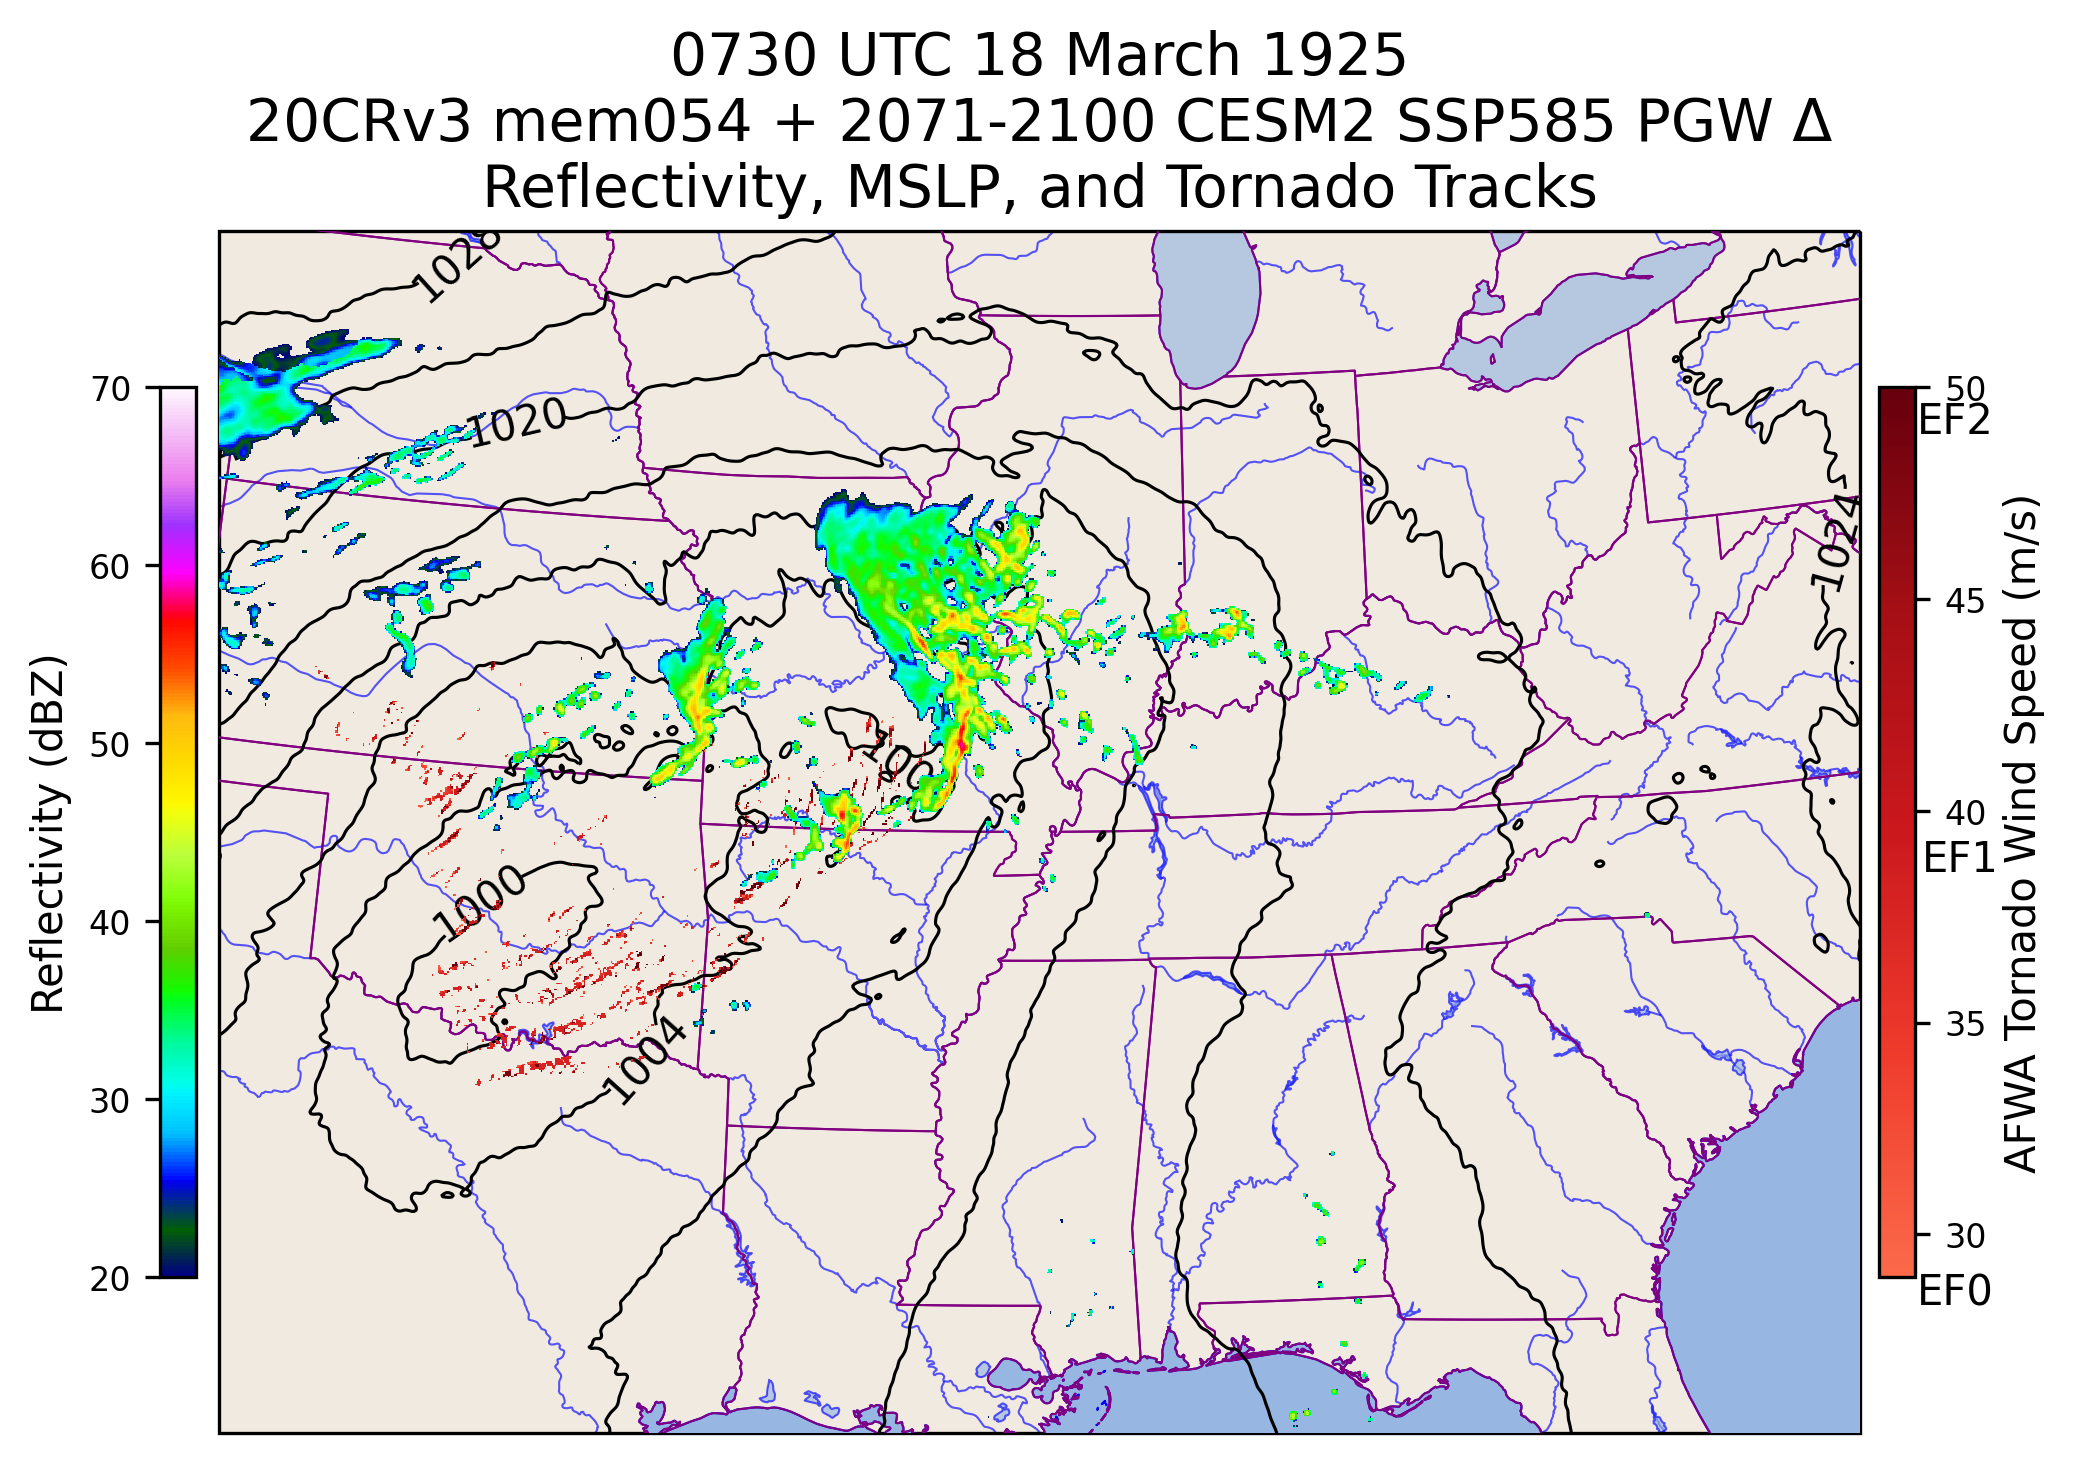 0730 UTC 18 March 1925
20CRv3 mem054 + 2071-2100 CESM2 SSP585 PGW Δ
Reflectivity, MSLP, and Tornado Tracks
1028
1020
1024
1000
1004
70
60
50
40
30
20
Reflectivity (dBZ)
50
EF2
45
40
EF1
35
30
EF0
AFWA Tornado Wind Speed (m/s)